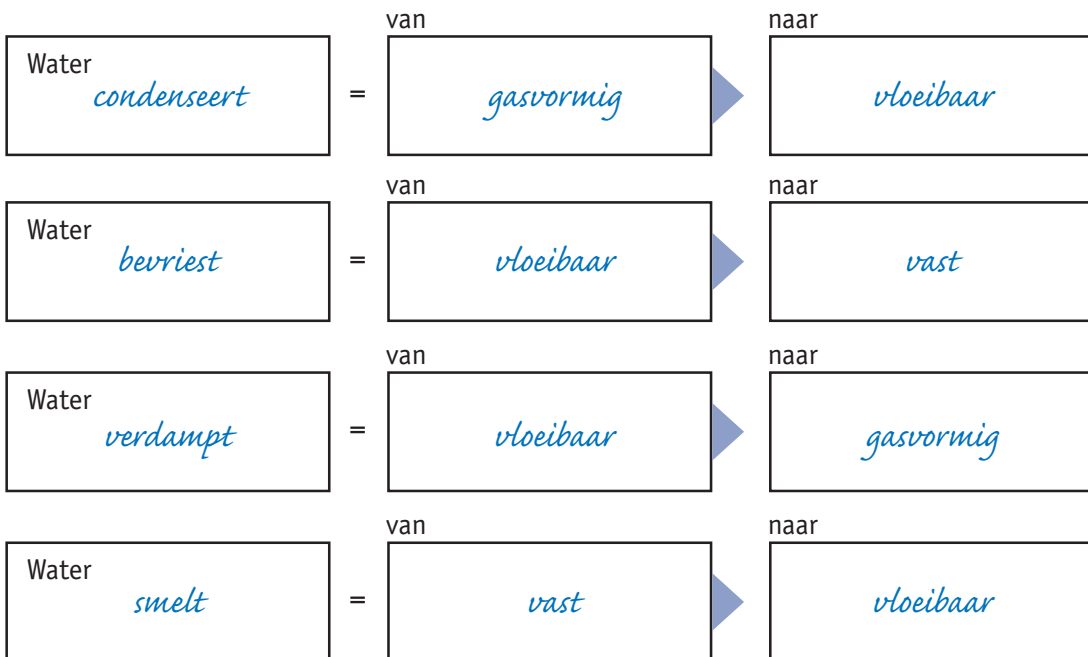 van naar
Water
condenseert = gasvormig vloeibaar
van naar
Water
bevriest = vloeibaar vast
van naar
Water
verdampt = vloeibaar gasvormig
van naar
Water
smelt = vast vloeibaar